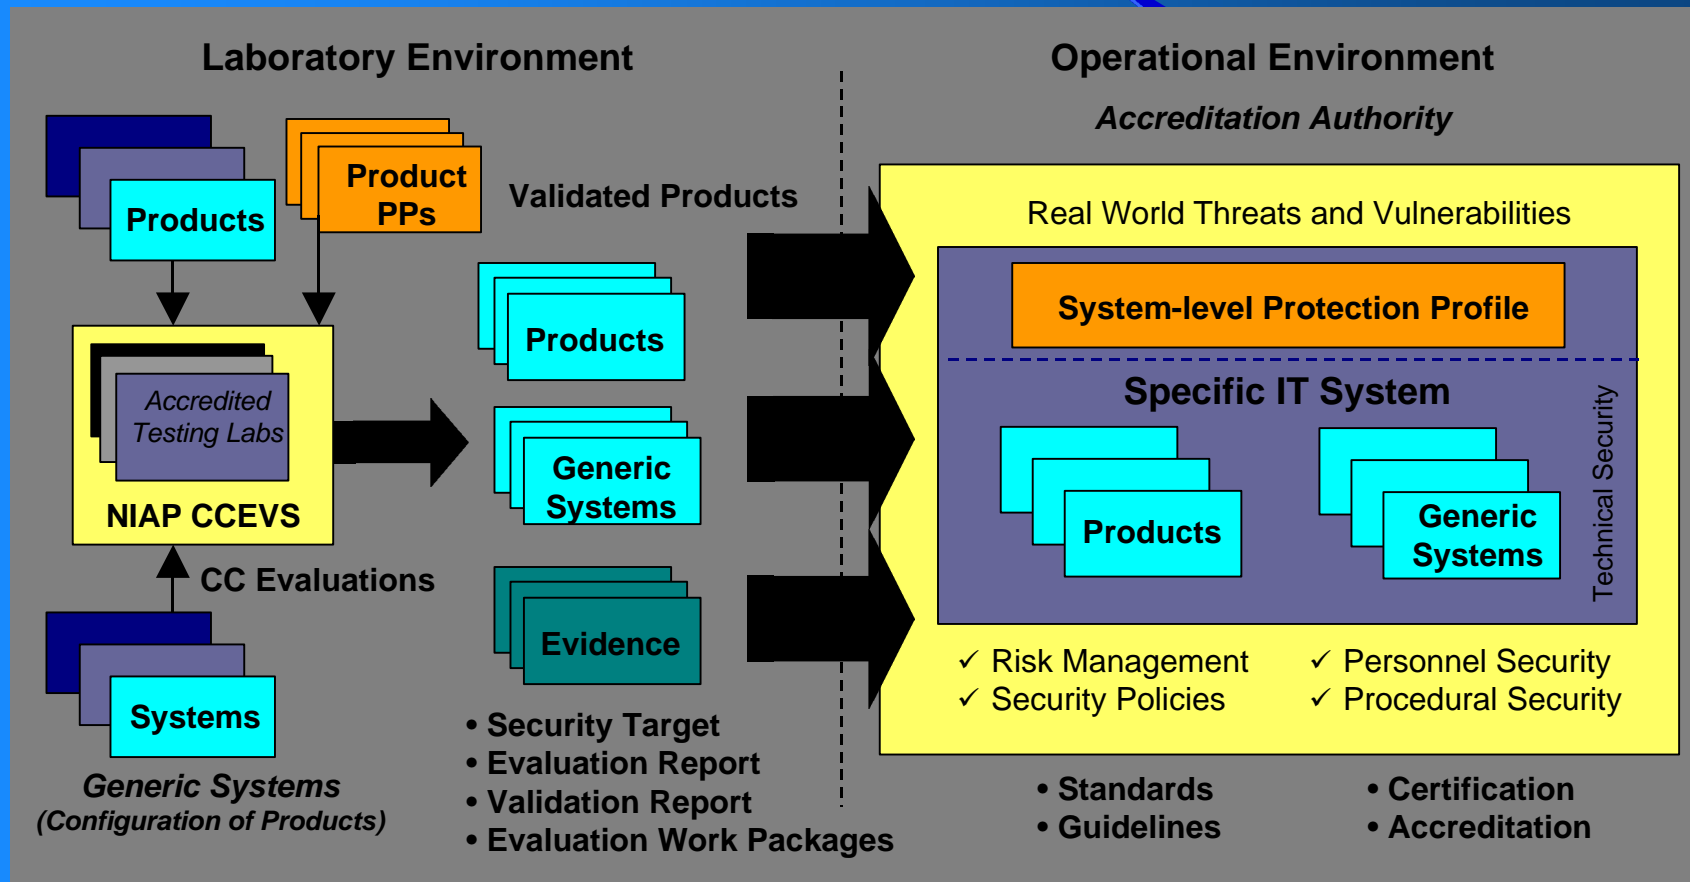 Laboratory Environment
Operational Environment
Accreditation Authority
Products
Product
PPs
Validated Products
Real World Threats and Vulnerabilities
System-level Protection Profile
Products
Specific IT System
Accredited
Testing Labs
NIAP CCEVS
Generic
Systems
Products
Generic
Systems
Technical Security
CC Evaluations
Evidence
✓ Risk Management
✓ Security Policies
✓ Personnel Security
✓ Procedural Security
Systems
Generic Systems
(Configuration of Products)
• Security Target
• Evaluation Report
• Validation Report
• Evaluation Work Packages
• Standards
• Guidelines
• Certification
• Accreditation